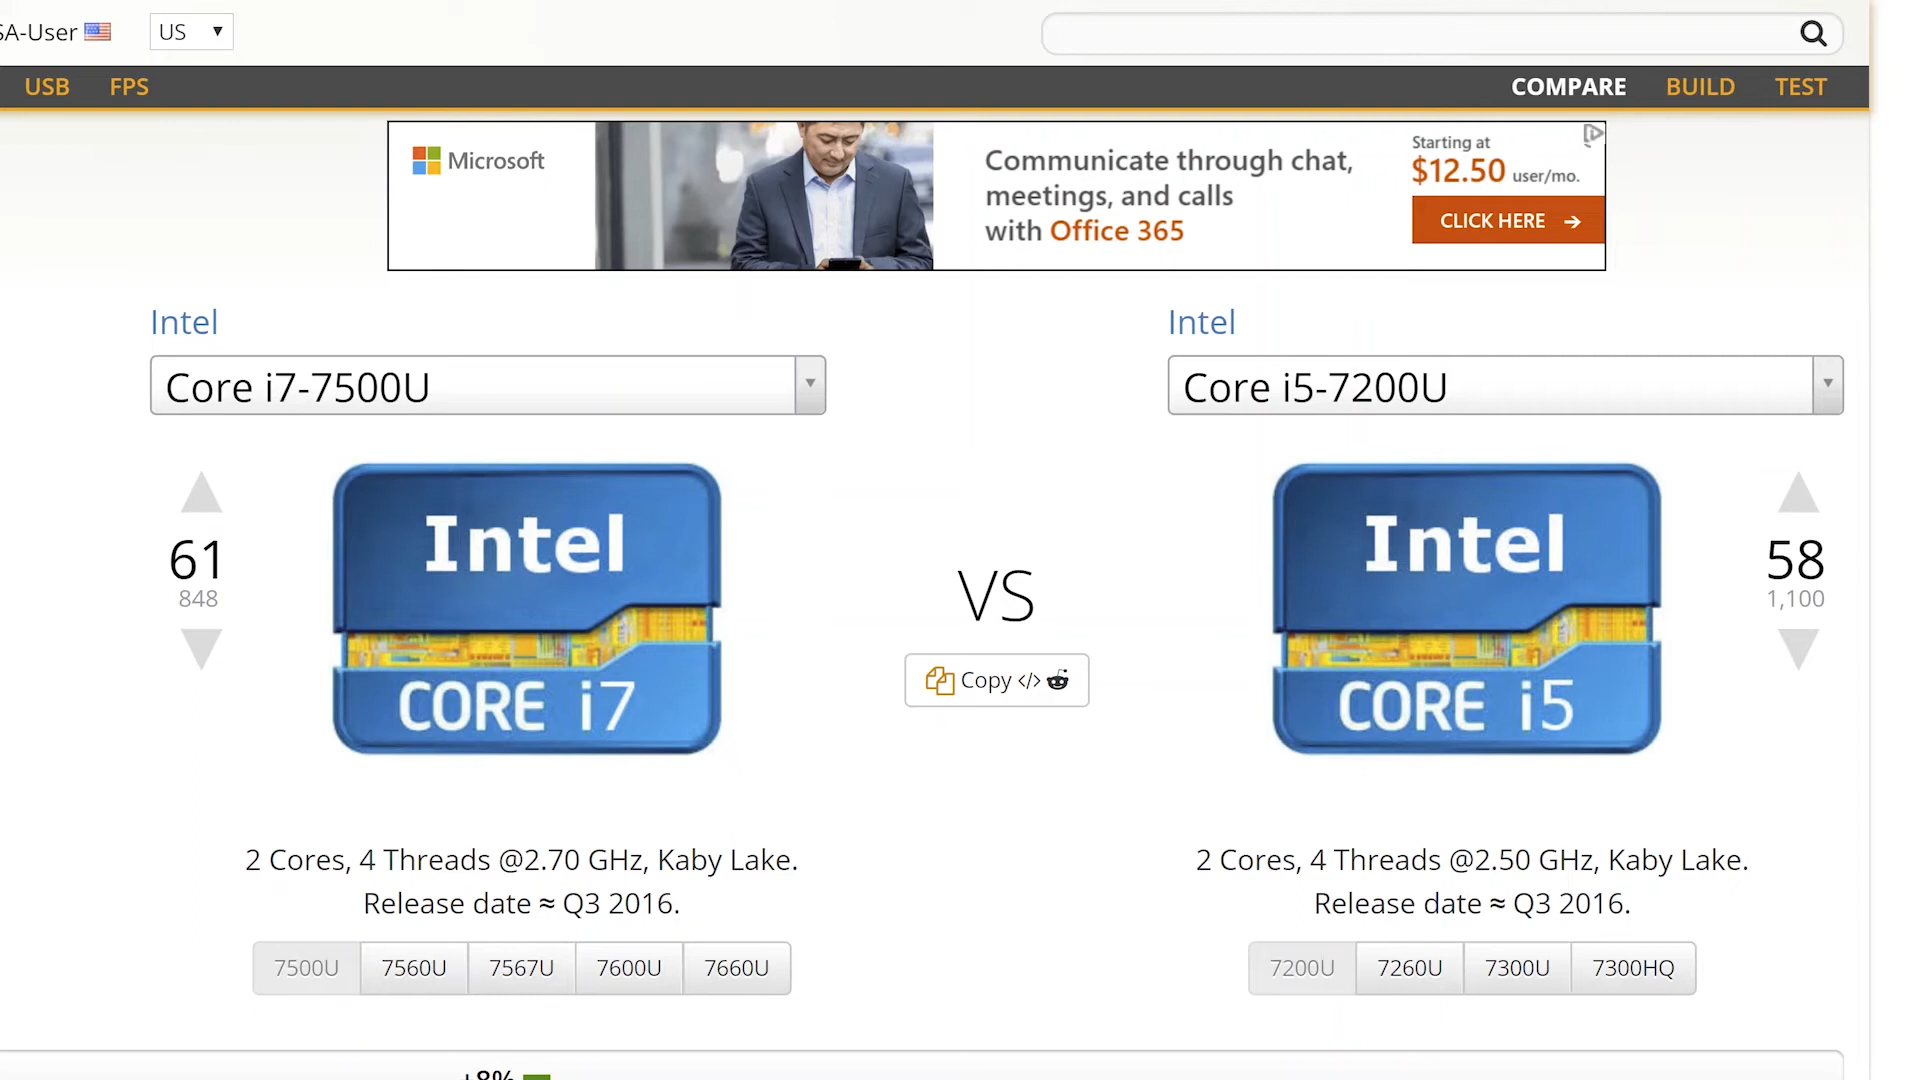 SA-User
US
USB FPS COMPARE BUILD TEST
Microsoft
Communicate through chat,
meetings, and calls
with Office 365
Starting at
$12.50 user/mo.
CLICK HERE
Intel
Core i7-7500U
Intel
Core i5-7200U
61
848
Intel
CORE i7
VS
Copy </>
Intel
CORE i5
58
1,100
2 Cores, 4 Threads @2.70 GHz, Kaby Lake.
Release date ≈ Q3 2016.
7500U 7560U 7567U 7600U 7660U
2 Cores, 4 Threads @2.50 GHz, Kaby Lake.
Release date ≈ Q3 2016.
7200U 7260U 7300U 7300HQ
+8%